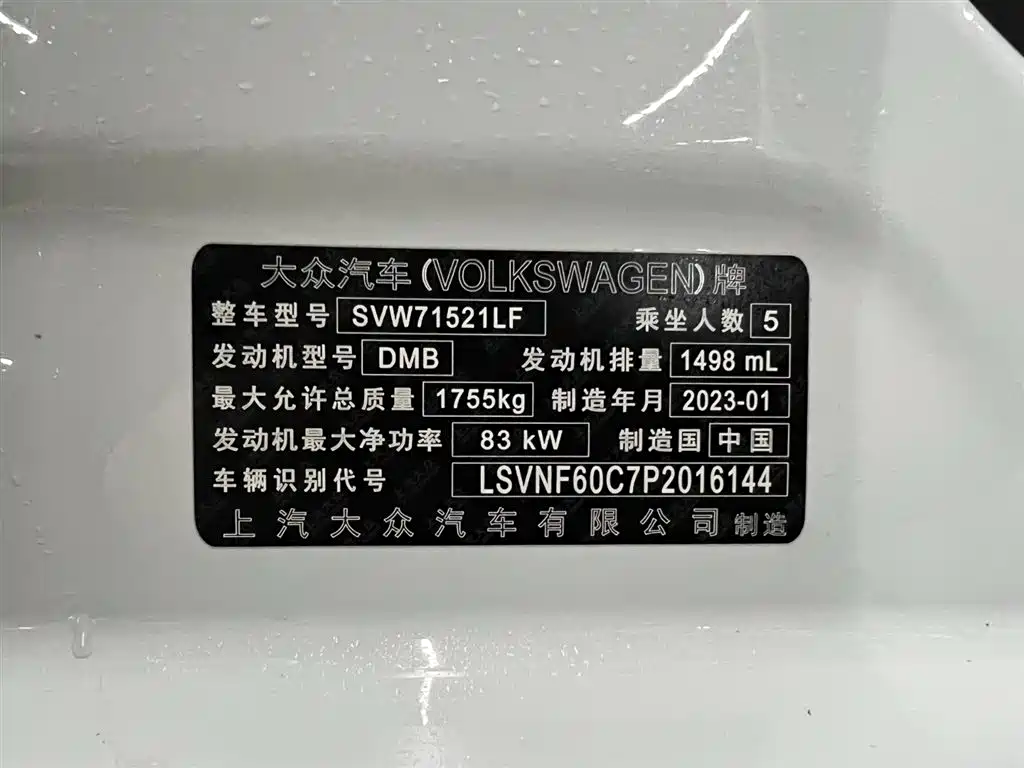 大众汽车(VOLKSWAGEN)牌
整车型号 SVW71521LF 乘坐人数 5
发动机型号 DMB 发动机排量 1498 mL
最大允许总质量 1755kg 制造年月 2023-01
发动机最大净功率 83 kW 制造国 中国
车辆识别代号 LSVNF60C7P2016144
上汽大众汽车有限公司制造